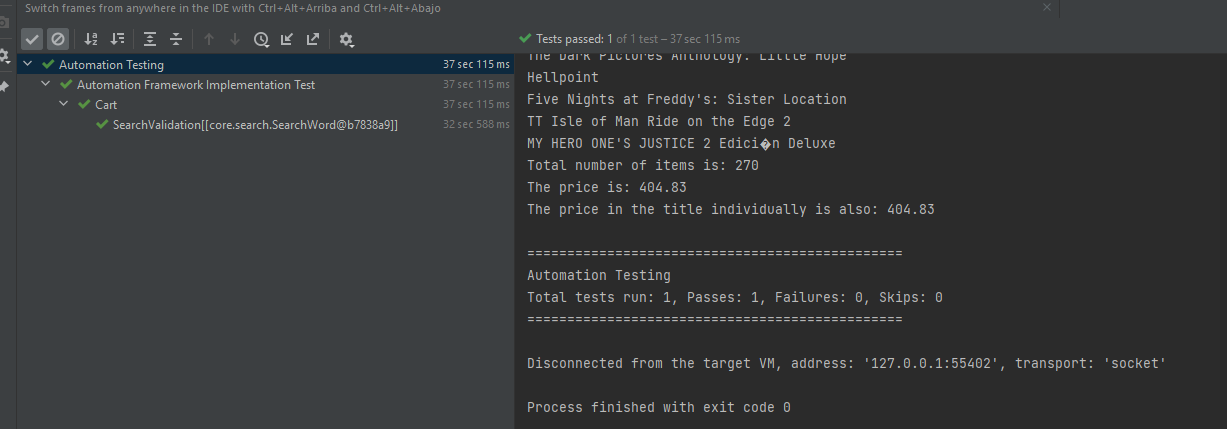 Switch frames from anywhere in the IDE with Ctrl+Alt+Arriba and Ctrl+Alt+Abajo
Tests passed: 1 of 1 test – 37 sec 115 ms
Automation Testing 37 sec 115 ms
Automation Framework Implementation Test 37 sec 115 ms
Cart 37 sec 115 ms
SearchValidation[[core.search.SearchWord@b7838a9]] 32 sec 588 ms
The Dark Pictures Anthology: Little Hope
Hellpoint
Five Nights at Freddy's: Sister Location
TT Isle of Man Ride on the Edge 2
MY HERO ONE'S JUSTICE 2 Edici�n Deluxe
Total number of items is: 270
The price is: 404.83
The price in the title individually is also: 404.83
===============================================
Automation Testing
Total tests run: 1, Passes: 1, Failures: 0, Skips: 0
===============================================
Disconnected from the target VM, address: '127.0.0.1:55402', transport: 'socket'
Process finished with exit code 0